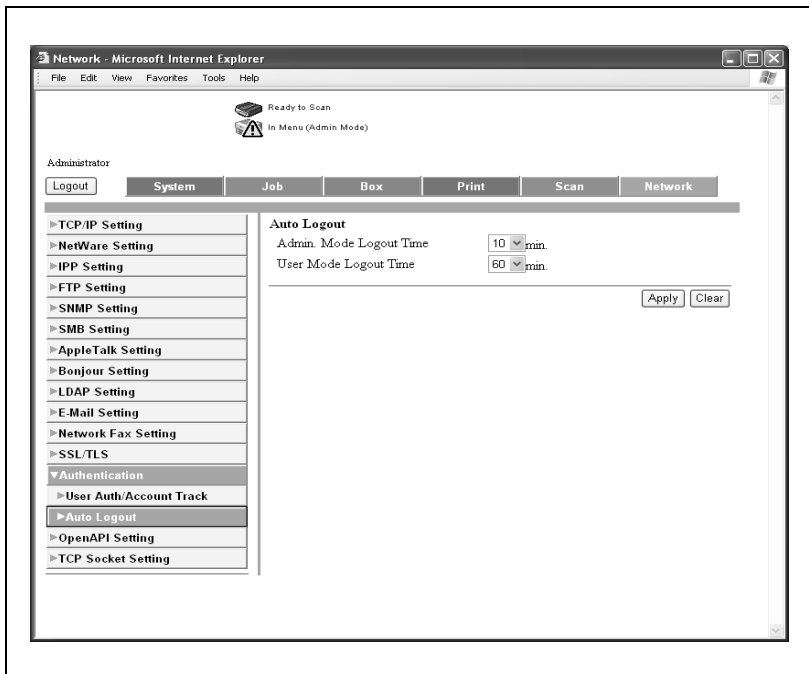 Network - Microsoft Internet Explorer
File Edit View Favorites Tools Help
Ready to Scan
In Menu (Admin Mode)
Administrator
Logout System Job Box Print Scan Network
TCP/IP Setting
NetWare Setting
IPP Setting
FTP Setting
SNMP Setting
SMB Setting
AppleTalk Setting
Bonjour Setting
LDAP Setting
E-Mail Setting
Network Fax Setting
SSL/TLS
Authentication
User Auth/Account Track
Auto Logout
OpenAPI Setting
TCP Socket Setting
Auto Logout
Admin. Mode Logout Time 10 min.
User Mode Logout Time 60 min.
Apply Clear